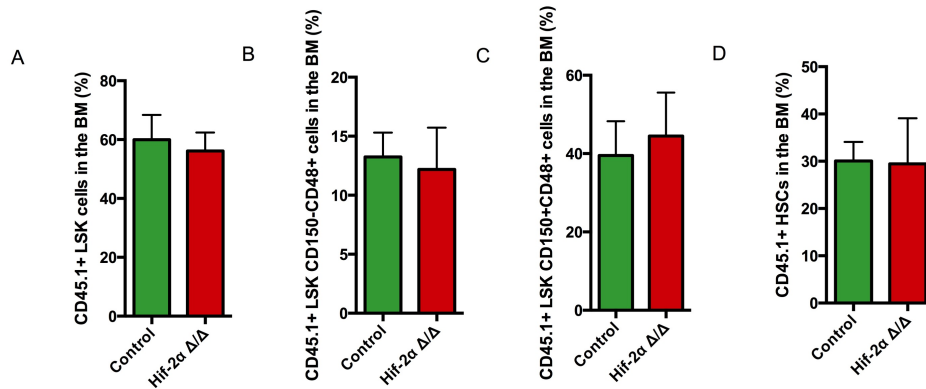 A
CD45.1+ LSK cells in the BM (%)
80
60
40
20
0
Control
Hif-2α Δ/Δ
B
CD45.1+ LSK CD150-CD48+ cells in the BM (%)
20
15
10
5
0
Control
Hif-2α Δ/Δ
C
CD45.1+ LSK CD150+CD48+ cells in the BM (%)
60
40
20
0
Control
Hif-2α Δ/Δ
D
CD45.1+ HSCs in the BM (%)
50
40
30
20
10
0
Control
Hif-2α Δ/Δ